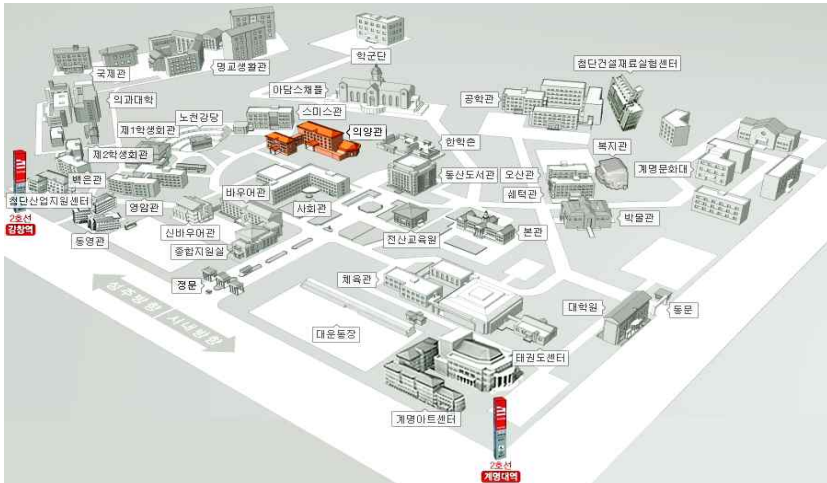 학군단
국제관
명교생활관
첨단건설재료실험센터
아담스채플
의과대학
공학관
노천강당
스미스관
제1학생회관
의양관
한학촌
복지관
제2학생회관
동산도서관
오산관
계명문화대
백은관
바우어관
쉐턱관
첨단산업지원센터
2호선
강창역
영암관
사회관
박물관
신바우어관
전산교육원
본관
동영관
종합지원실
정문
체육관
성주방향
시내방향
대학원
동문
대운동장
태권도센터
계명아트센터
2호선
계명대역